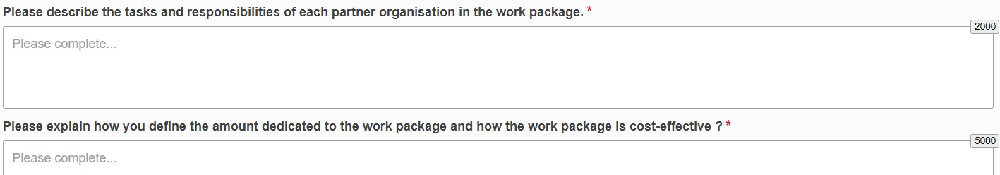 Please describe the tasks and responsibilities of each partner organisation in the work package. *
2000
Please complete...
Please explain how you define the amount dedicated to the work package and how the work package is cost-effective ? *
5000
Please complete...